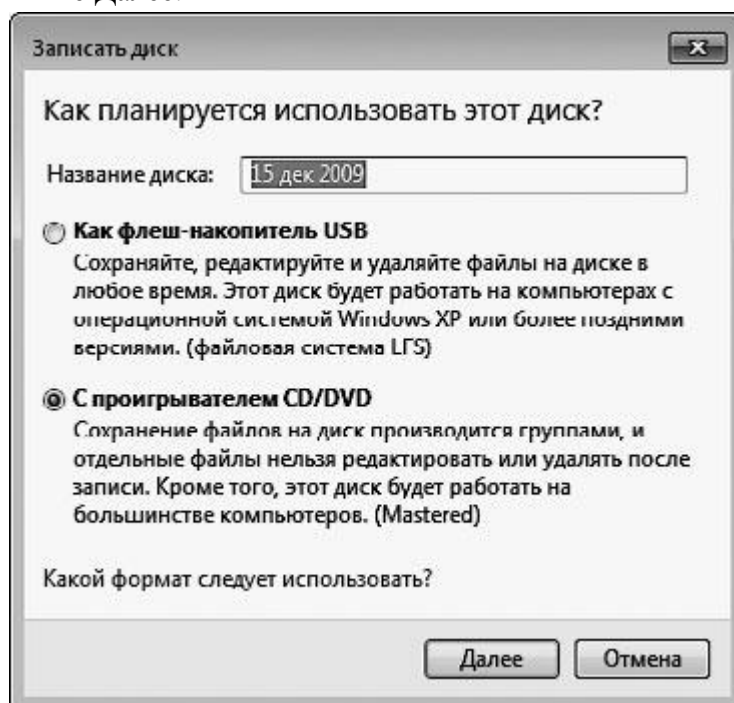 Далее.
Записать диск
Как планируется использовать этот диск?
Название диска: 15 дек 2009
Как флеш-накопитель USB
Сохраняйте, редактируйте и удаляйте файлы на диске в
любое время. Этот диск будет работать на компьютерах с
операционной системой Windows XP или более поздними
версиями. (файловая система LFS)
С проигрывателем CD/DVD
Сохранение файлов на диск производится группами, и
отдельные файлы нельзя редактировать или удалять после
записи. Кроме того, этот диск будет работать на
большинстве компьютеров. (Mastered)
Какой формат следует использовать?
Далее Отмена